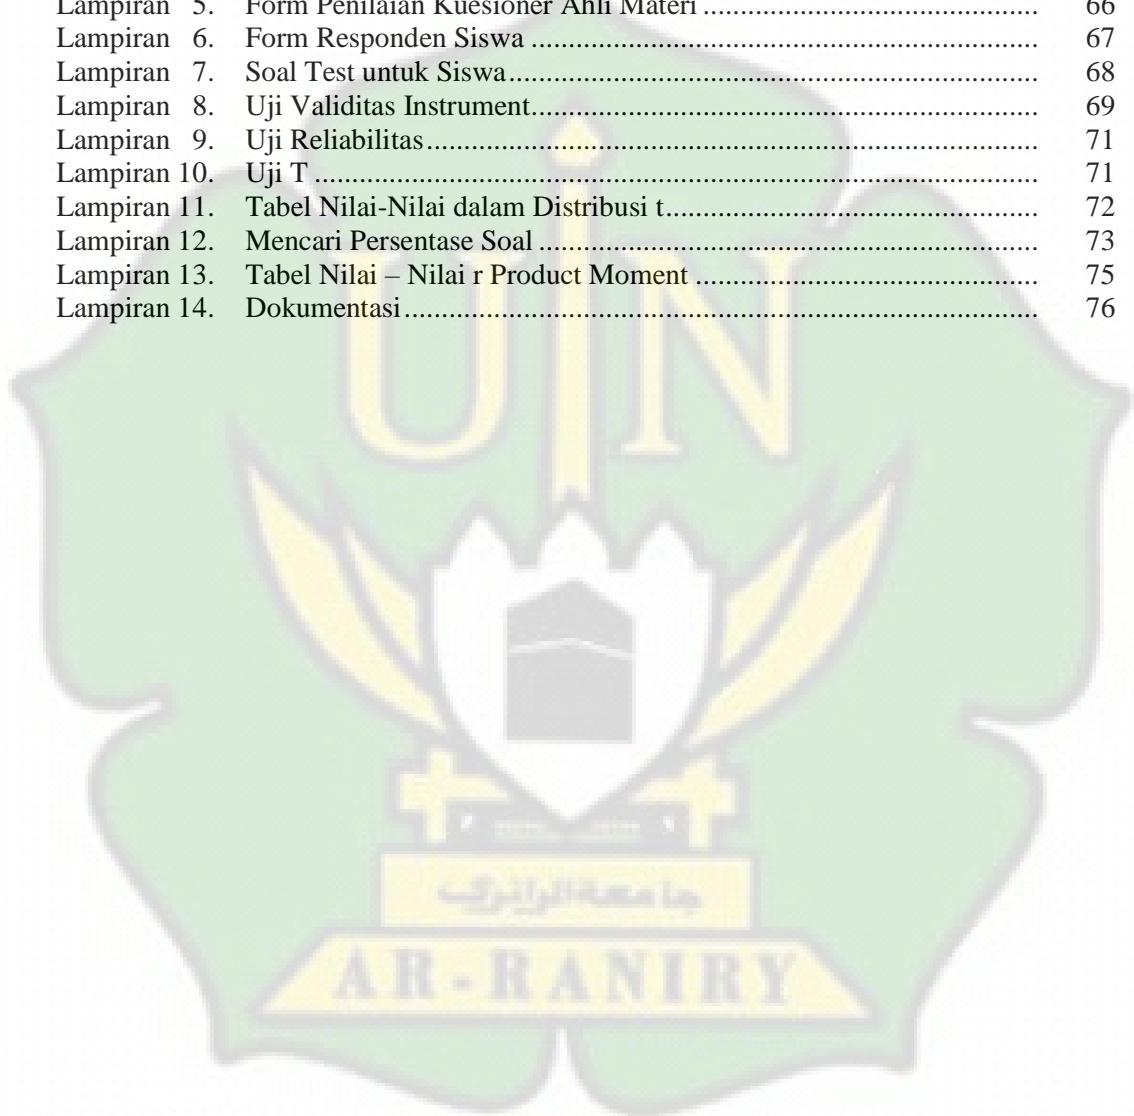 Lampiran 5. Form Penilaian Kuesioner Ahli Materi ........................................... 66
Lampiran 6. Form Responden Siswa ................................................................. 67
Lampiran 7. Soal Test untuk Siswa.................................................................... 68
Lampiran 8. Uji Validitas Instrument................................................................. 69
Lampiran 9. Uji Reliabilitas............................................................................... 71
Lampiran 10. Uji T .............................................................................................. 71
Lampiran 11. Tabel Nilai-Nilai dalam Distribusi t................................................ 72
Lampiran 12. Mencari Persentase Soal ................................................................ 73
Lampiran 13. Tabel Nilai – Nilai r Product Moment ............................................ 75
Lampiran 14. Dokumentasi.................................................................................. 76
UIN
جامعة الرانري
AR-RANIRY